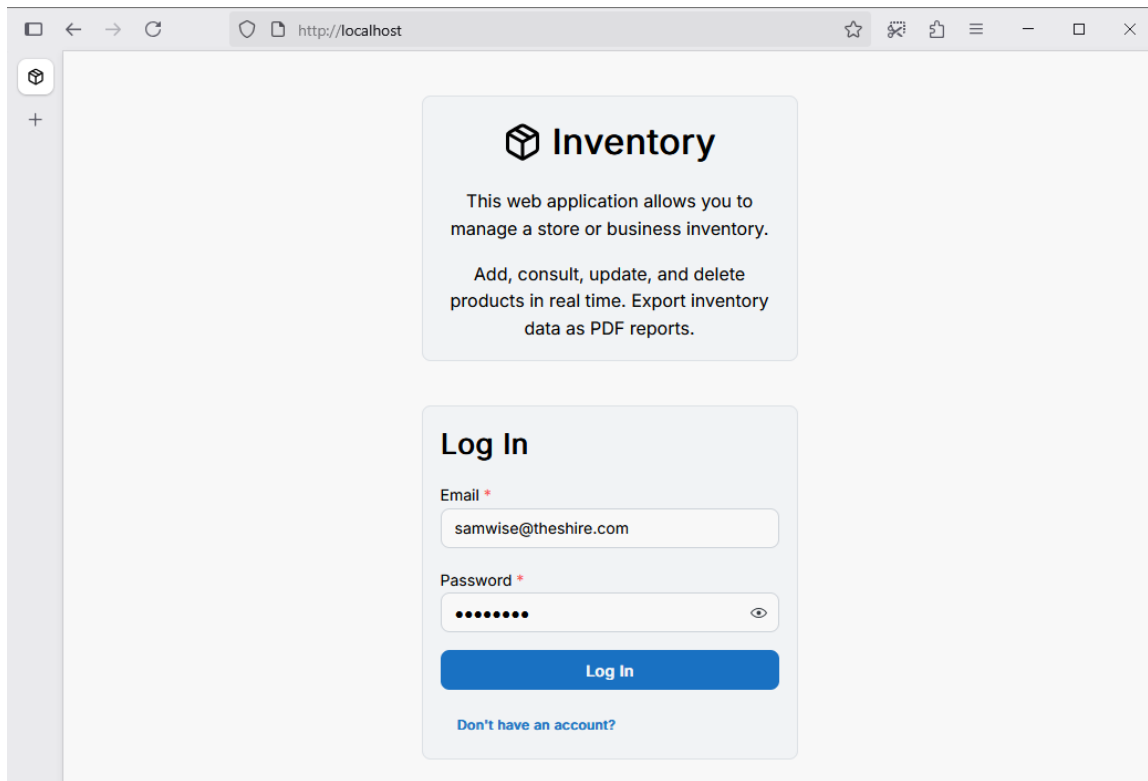 http://localhost
Inventory
This web application allows you to
manage a store or business inventory.
Add, consult, update, and delete
products in real time. Export inventory
data as PDF reports.
Log In
Email *
samwise@theshire.com
Password *
••••••••
Log In
Don't have an account?